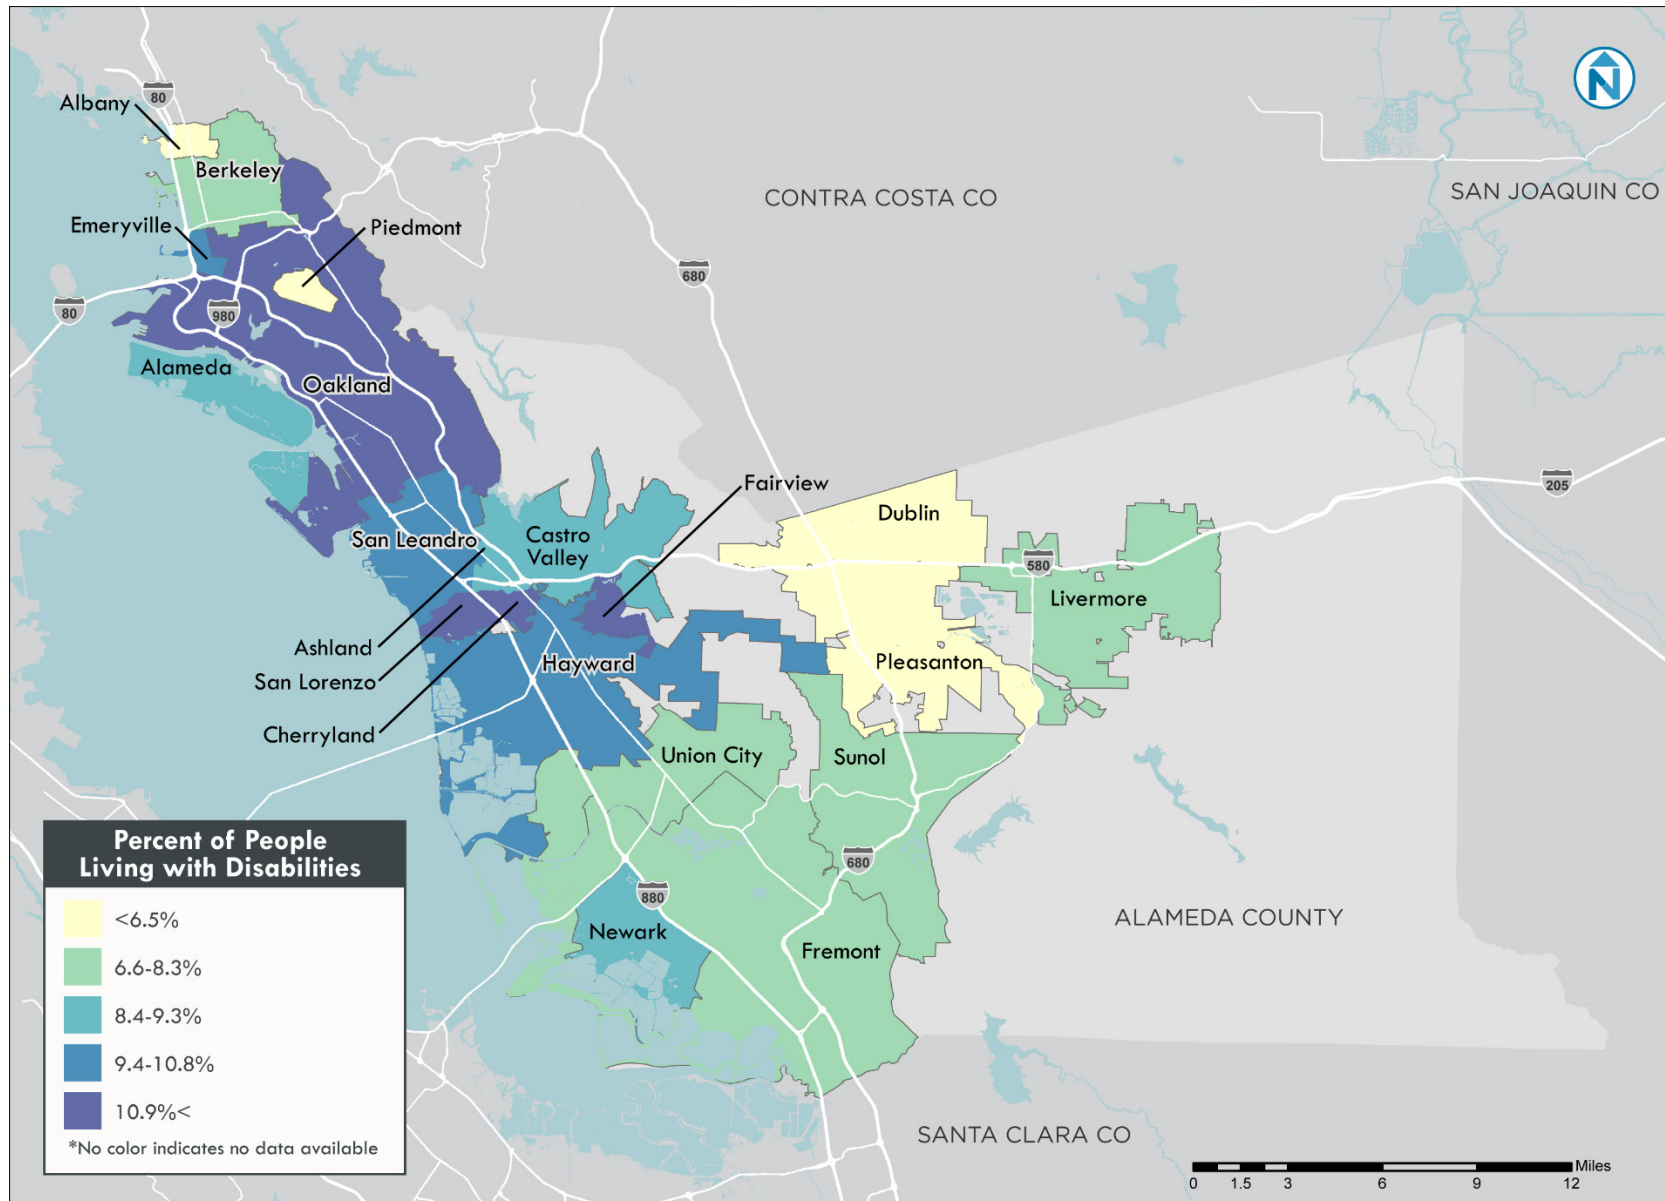 N
80
Albany
Berkeley
CONTRA COSTA CO
SAN JOAQUIN CO
Emeryville
Piedmont
680
80
980
Alameda
Oakland
Fairview
205
Dublin
San Leandro
Castro
Valley
580
Livermore
Ashland
San Lorenzo
Hayward
Pleasanton
Cherryland
Union City
Sunol
Percent of People
Living with Disabilities
<6.5%
6.6-8.3%
8.4-9.3%
9.4-10.8%
10.9%<
*No color indicates no data available
680
880
Newark
Fremont
ALAMEDA COUNTY
SANTA CLARA CO
Miles
0 1.5 3 6 9 12